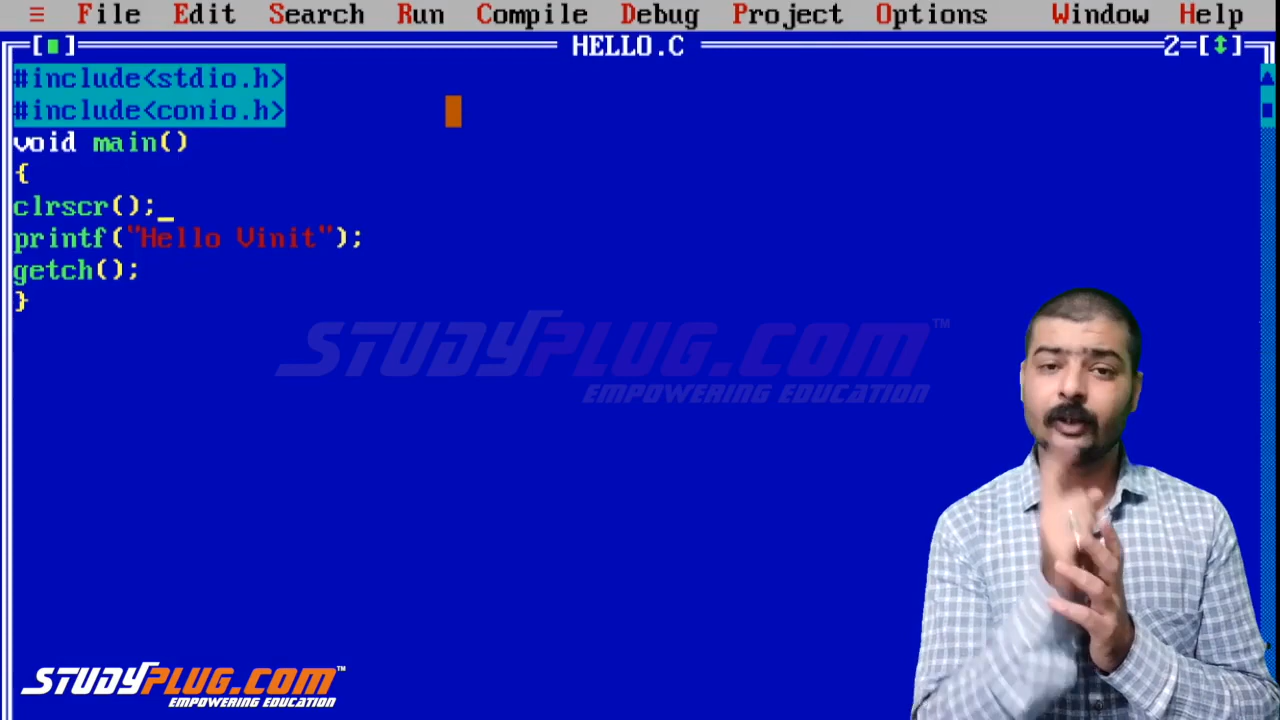 ≡ File Edit Search Run Compile Debug Project Options Window Help
[■] HELLO.C 2=[↕]
#include<stdio.h>
#include<conio.h>
void main()
{
clrscr();_
printf("Hello Vinit");
getch();
}
STUDYPLUG.COM™
EMPOWERING EDUCATION
STUDYPLUG.COM™
EMPOWERING EDUCATION